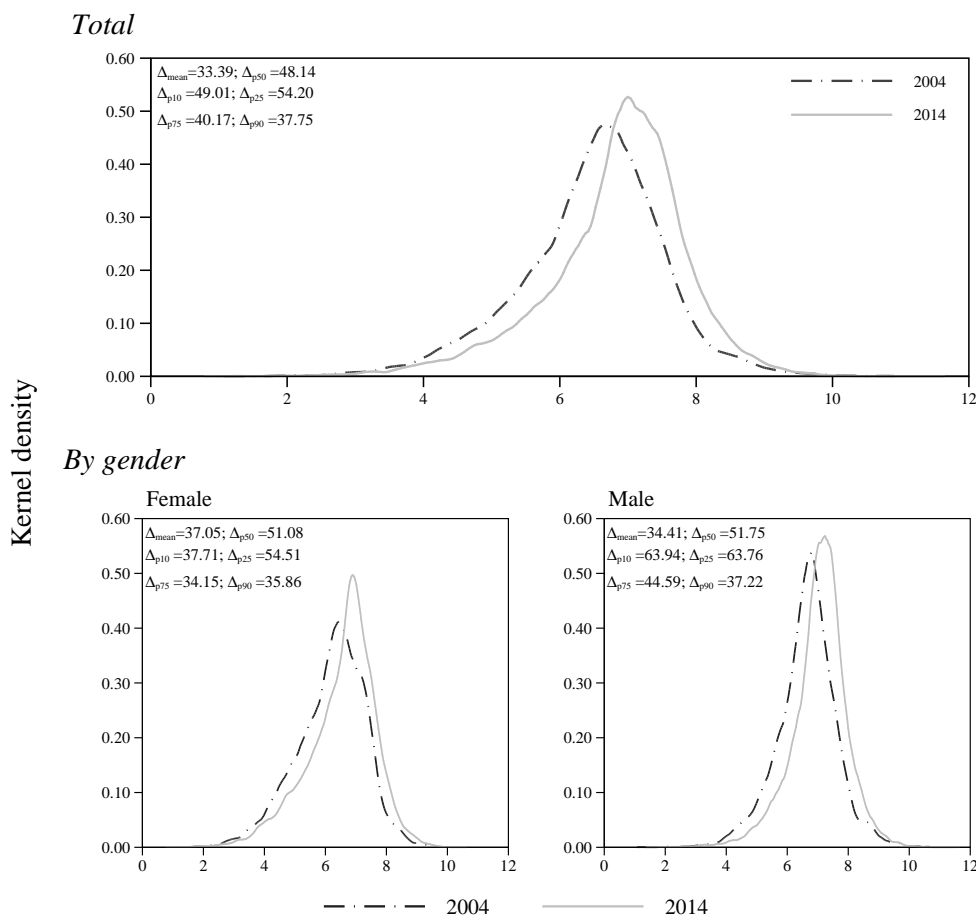 Total
0.60
0.50
0.40
0.30
0.20
0.10
0.00
Δmean=33.39; Δp50 =48.14
Δp10 =49.01; Δp25 =54.20
Δp75 =40.17; Δp90 =37.75
2004
2014
0 2 4 6 8 10 12
Kernel density
By gender
Female
0.60
0.50
0.40
0.30
0.20
0.10
0.00
Δmean=37.05; Δp50 =51.08
Δp10 =37.71; Δp25 =54.51
Δp75 =34.15; Δp90 =35.86
0 2 4 6 8 10 12
Male
0.60
0.50
0.40
0.30
0.20
0.10
0.00
Δmean=34.41; Δp50 =51.75
Δp10 =63.94; Δp25 =63.76
Δp75 =44.59; Δp90 =37.22
0 2 4 6 8 10 12
2004 2014